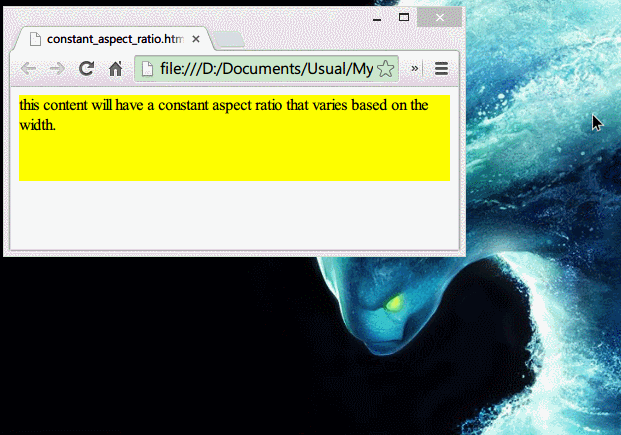 constant_aspect_ratio.htm
file:///D:/Documents/Usual/My
»
this content will have a constant aspect ratio that varies based on the
width.